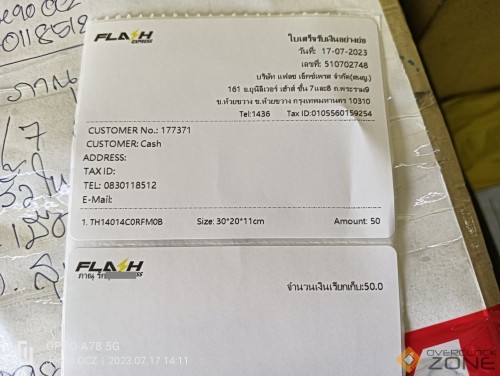 FLASH
EXPRESS
ใบเสร็จรับเงินอย่างย่อ
วันที่: 17-07-2023
เลขที่: 510702748
บริษัท แฟลช เอ็กซ์เพรส จำกัด(สนญ.)
161 อ.ยูนิลีเวอร์ เฮ้าส์ ชั้น 7และ8 ถ.พระราม9
ข.ห้วยขวาง ข.ห้วยขวาง กรุงเทพมหานคร 10310
Tel:1436 Tax ID:0105560159254
CUSTOMER No.: 177371
CUSTOMER: Cash
ADDRESS:
TAX ID:
TEL: 0830118512
E-Mail:
1. TH14014C0RFM0B Size: 30*20*11cm Amount: 50
FLASH
ภาณุ
จำนวนเงินเรียกเก็บ:50.0
OPPO A78 5G
2023.07.17 14:11
OVERCLOCK
ZONE